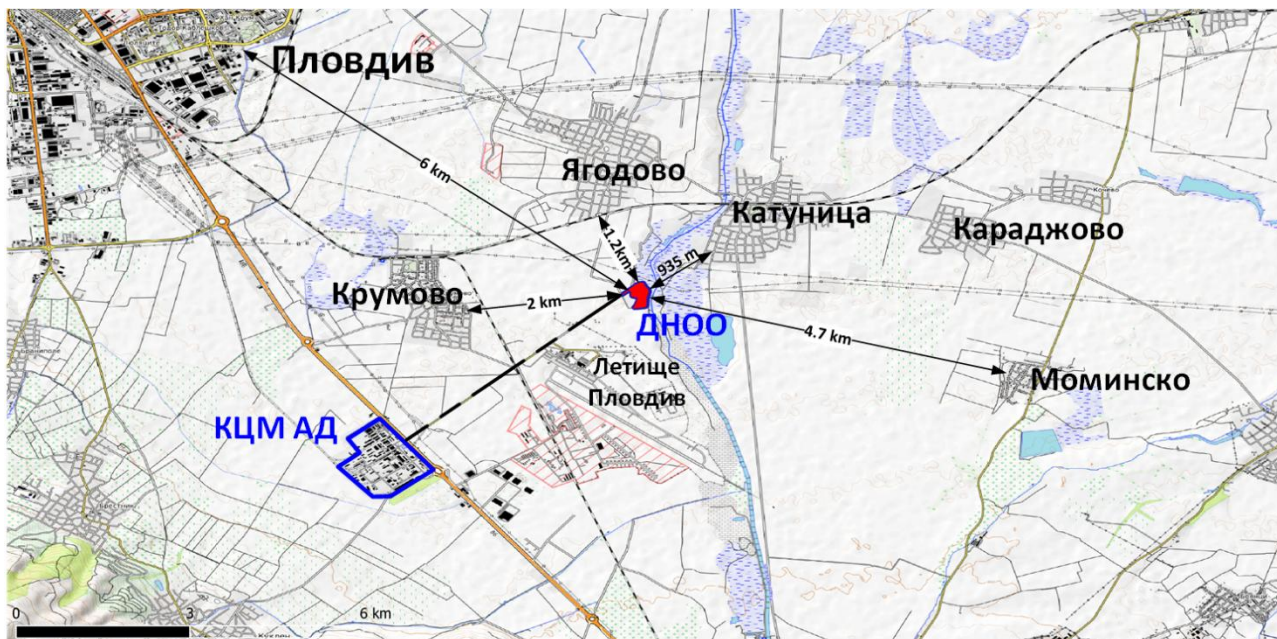 Пловдив
6 km
Ягодово
Катуница
Караджово
1.2km
935 m
Крумово
2 km
ДНОО
4.7 km
Летище
Пловдив
Моминско
КЦМ АД
Брестник
0
3
6 km